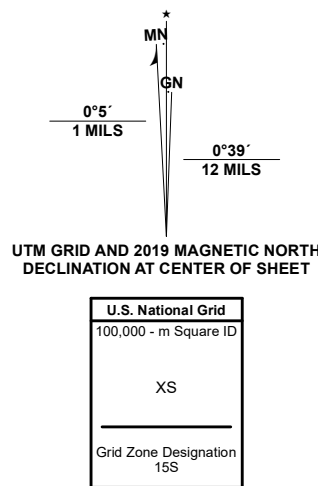 ★
MN
GN
0°5´
1 MILS
0°39´
12 MILS
UTM GRID AND 2019 MAGNETIC NORTH
DECLINATION AT CENTER OF SHEET
U.S. National Grid
100,000 - m Square ID
XS
Grid Zone Designation
15S